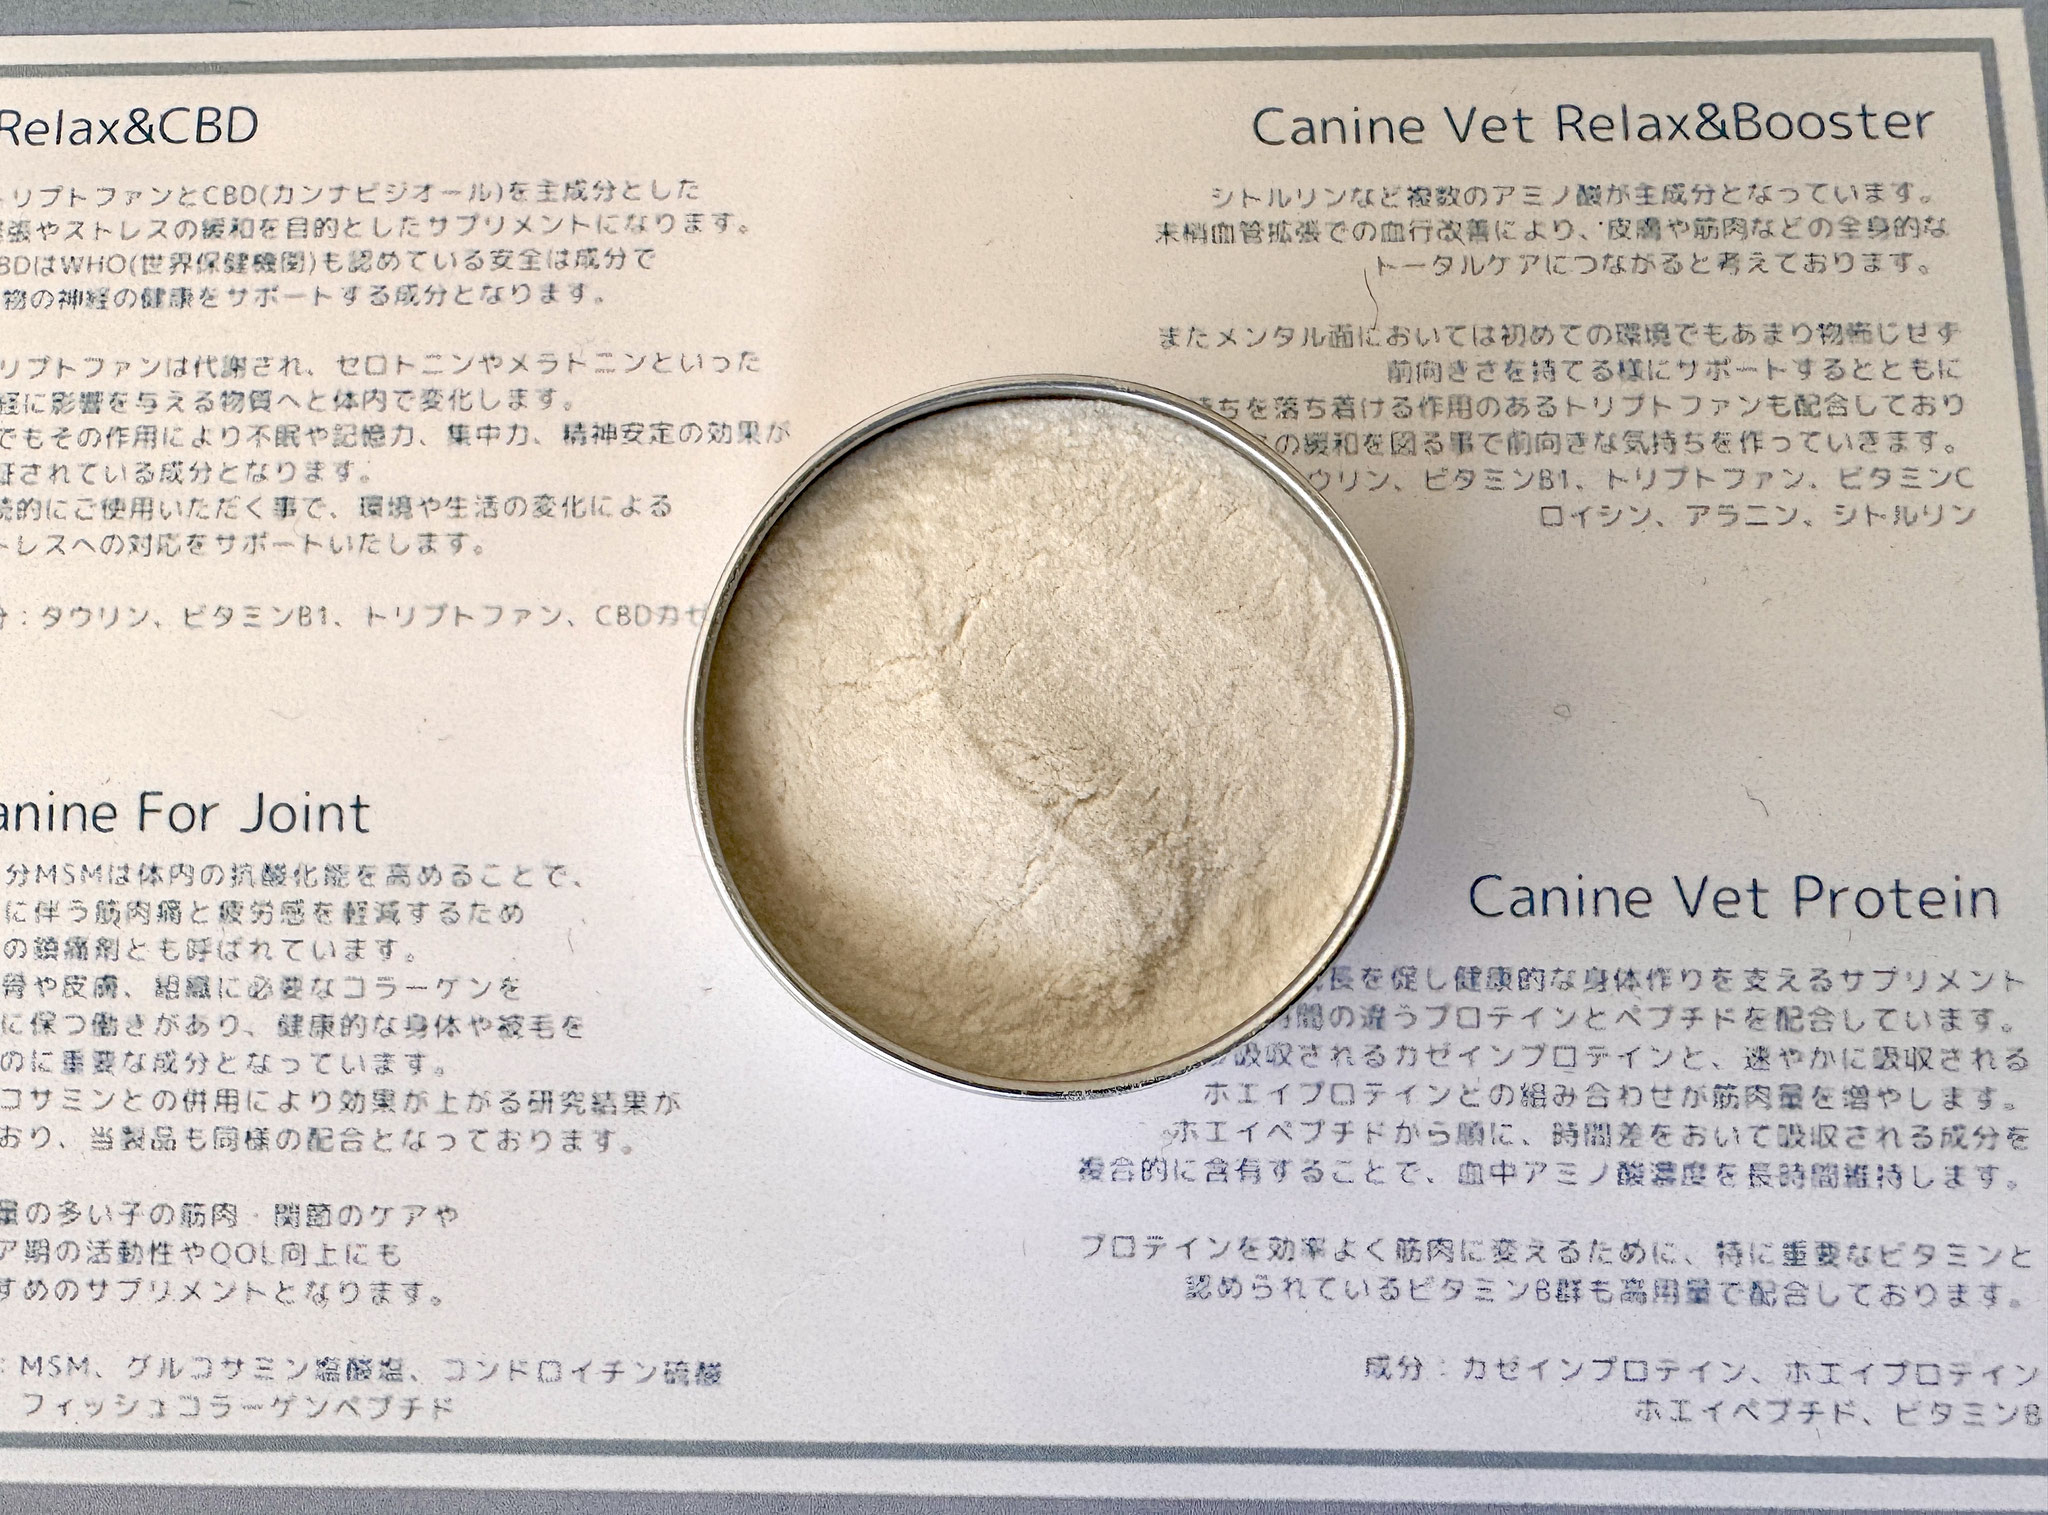 Relax&CBD
トリプトファンとCBD(カンナビジオール)を主成分とした
張やストレスの緩和を目的としたサプリメントになります。
BDはWHO(世界保健機関)も認めている安全は成分で
物の神経の健康をサポートする成分となります。
リプトファンは代謝され、セロトニンやメラトニンといった
経に影響を与える物質へと体内で変化します。
でもその作用により不眠や記憶力、集中力、精神安定の効果が
証されている成分となります。
続的にご使用いただく事で、環境や生活の変化による
トレスへの対応をサポートいたします。
分：タウリン、ビタミンB1、トリプトファン、CBDカゼ
Canine Vet Relax&Booster
シトルリンなど複数のアミノ酸が主成分となっています。
末梢血管拡張での血行改善により、皮膚や筋肉などの全身的な
トータルケアにつながると考えております。
またメンタル面においては初めての環境でもあまり物怖じせず
前向きさを持てる様にサポートするとともに
持ちを落ち着ける作用のあるトリプトファンも配合しており
の緩和を図る事で前向きな気持ちを作っていきます。
ウリン、ビタミンB1、トリプトファン、ビタミンC
ロイシン、アラニン、シトルリン
anine For Joint
分MSMは体内の抗酸化能を高めることで、
に伴う筋肉痛と疲労感を軽減するため
の鎮痛剤とも呼ばれています。
骨や皮膚、組織に必要なコラーゲンを
に保つ働きがあり、健康的な身体や被毛を
のに重要な成分となっています。
コサミンとの併用により効果が上がる研究結果が
おり、当製品も同様の配合となっております。
量の多い子の筋肉・関節のケアや
ア期の活動性やQOL向上にも
すめのサプリメントとなります。
：MSM、グルコサミン塩酸塩、コンドロイチン硫酸
フィッシュコラーゲンペプチド
Canine Vet Protein
長を促し健康的な身体作りを支えるサプリメント
時間の違うプロテインとペプチドを配合しています。
吸収されるカゼインプロテインと、速やかに吸収される
ホエイプロテインとの組み合わせが筋肉量を増やします。
ホエイペプチドから順に、時間差をおいて吸収される成分を
複合的に含有することで、血中アミノ酸濃度を長時間維持します。
プロテインを効率よく筋肉に変えるために、特に重要なビタミンと
認められているビタミンB群も高用量で配合しております。
成分：カゼインプロテイン、ホエイプロテイン
ホエイペプチド、ビタミンB